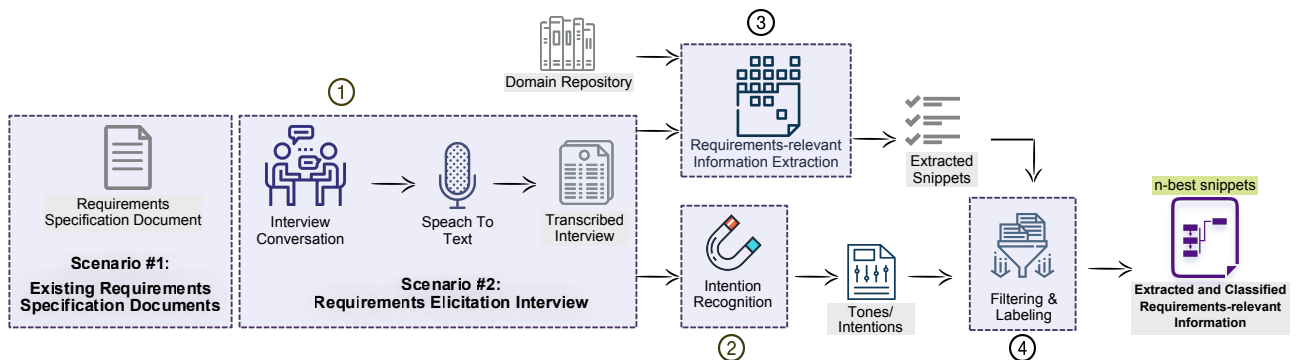 1
Requirements
Specification Document
Scenario #1:
Existing Requirements
Specification Documents
Interview
Conversation
Speach To
Text
Transcribed
Interview
Scenario #2:
Requirements Elicitation Interview
Domain Repository
3
Requirements-relevant
Information Extraction
Extracted
Snippets
Intention
Recognition
2
Tones/
Intentions
Filtering &
Labeling
4
n-best snippets
Extracted and Classified
Requirements-relevant
Information